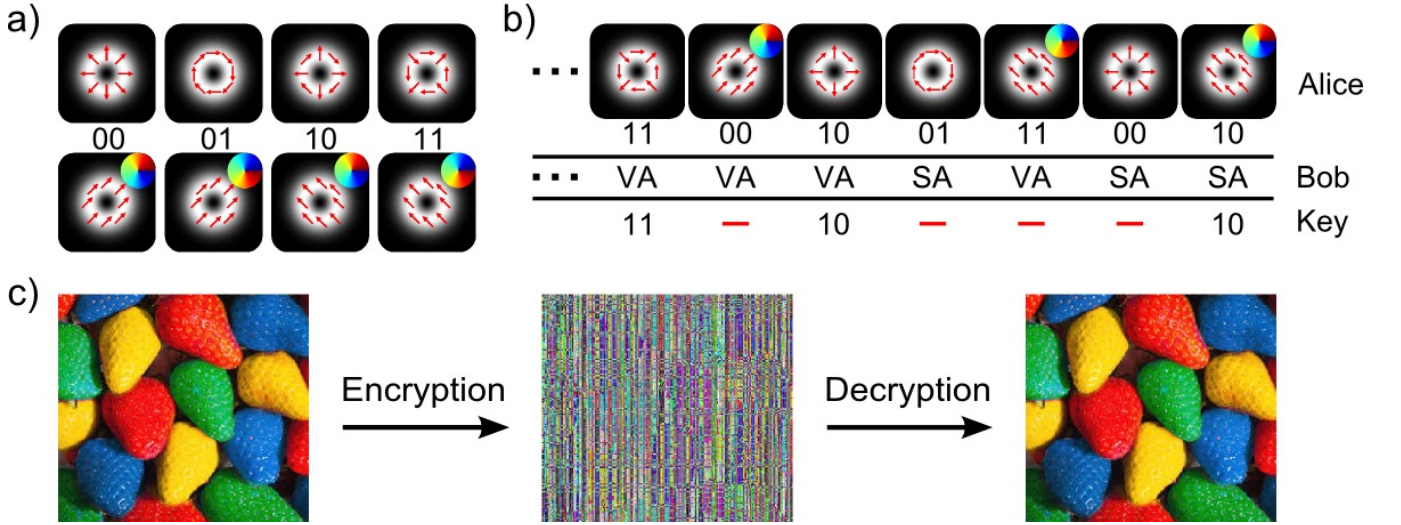 a)
00 01 10 11
b)
... Alice
11 00 10 01 11 00 10
... VA VA VA SA VA SA SA Bob
11 — 10 — — — 10 Key
c)
Encryption
Decryption